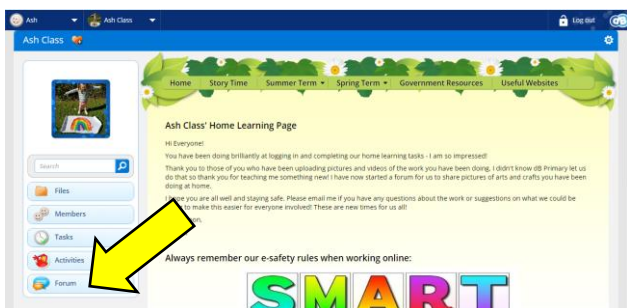 Ash
Ash Class
Log out
Ash Class
Home Story Time Summer Term Spring Term Government Resources Useful Websites
Ash Class' Home Learning Page
Hi Everyone!
You have been doing brilliantly at logging in and completing our home learning tasks - I am so impressed!
Thank you to those of you who have been uploading pictures and videos of the work you have been doing, I didn't know dB Primary let us
do that so thank you for teaching me something new! I have now started a forum for us to share pictures of arts and crafts you have been
doing at home.
I hope you are all well and staying safe. Please email me if you have any questions about the work or suggestions on what we could be
to make this easier for everyone involved! These are new times for us all!
on.
Always remember our e-safety rules when working online:
SMART
Search
Files
Members
Tasks
Activities
Forum